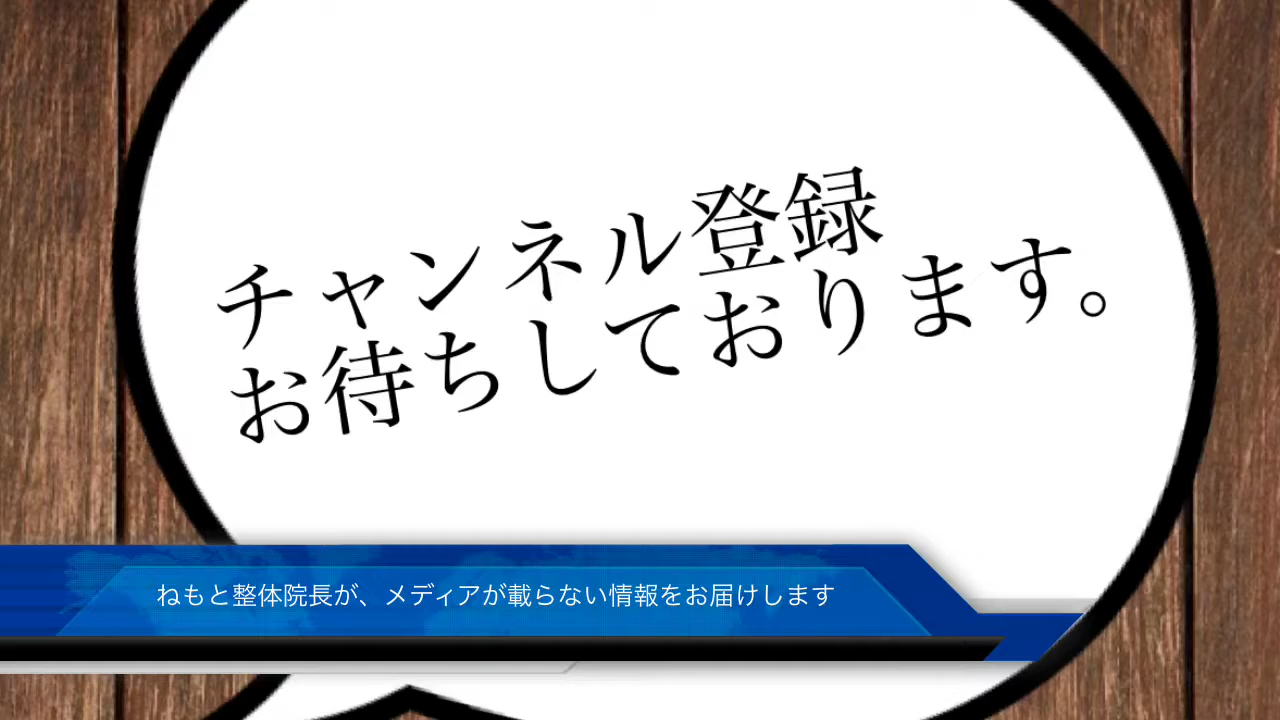 チャンネル登録
お待ちしております。
ねもと整体院長が、メディアが載らない情報をお届けします